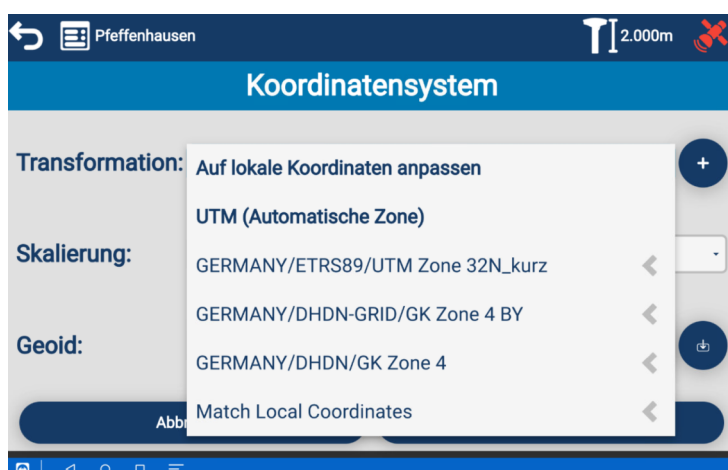 Pfeffenhausen
2.000m
Koordinatensystem
Transformation:
Auf lokale Koordinaten anpassen
+
UTM (Automatische Zone)
Skalierung:
GERMANY/ETRS89/UTM Zone 32N_kurz
GERMANY/DHDN-GRID/GK Zone 4 BY
Geoid:
GERMANY/DHDN/GK Zone 4
Match Local Coordinates